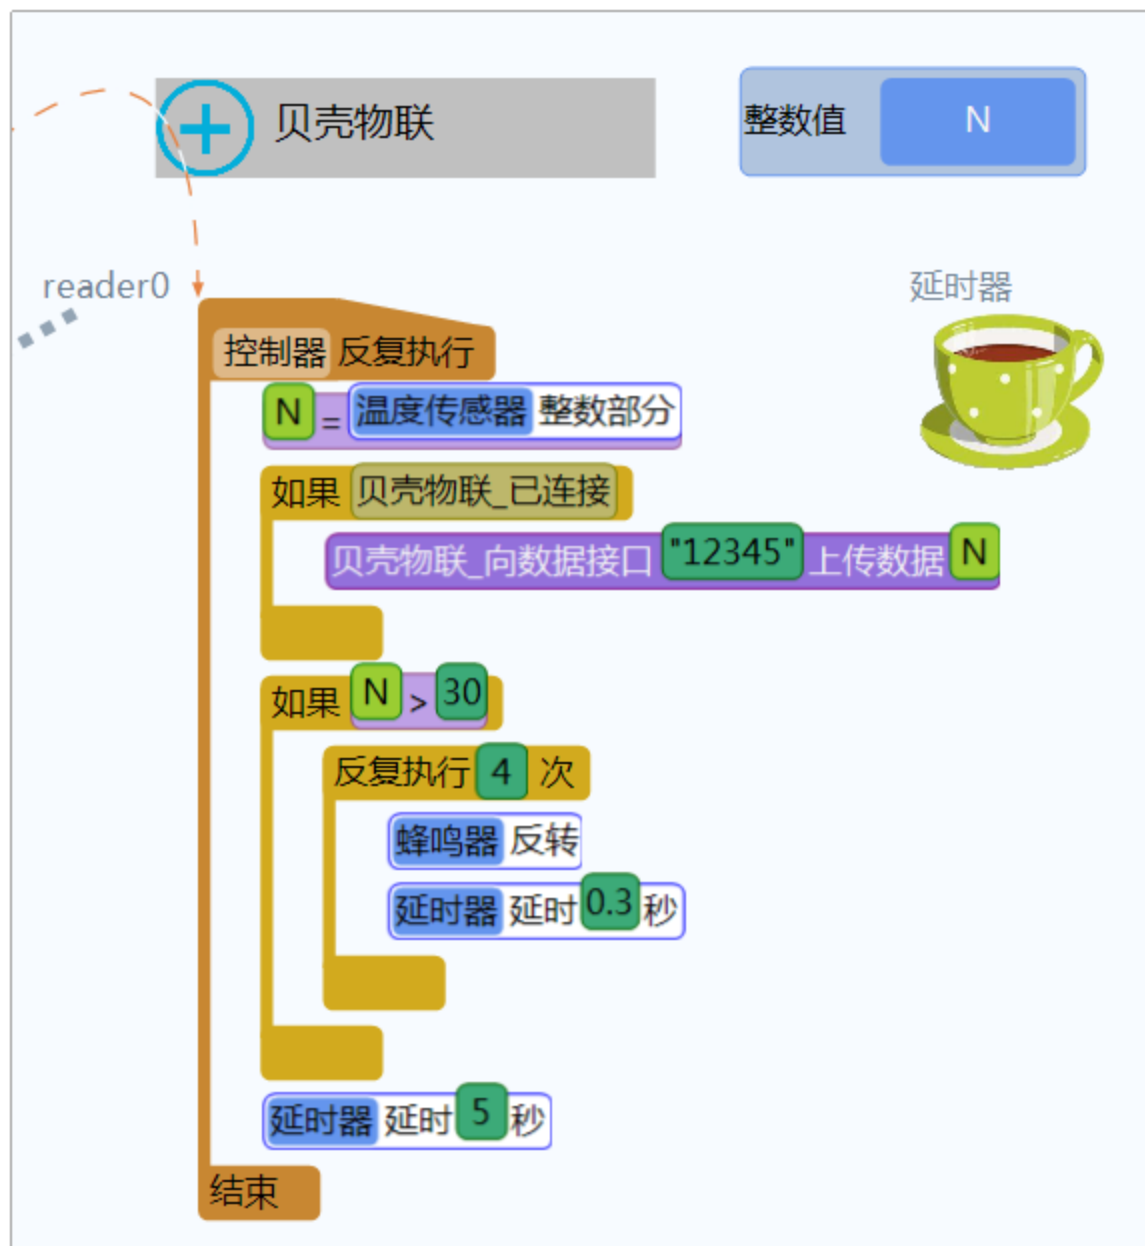 贝壳物联
整数值 N
reader0
延时器
控制器 反复执行
N = 温度传感器 整数部分
如果 贝壳物联_已连接
贝壳物联_向数据接口 "12345" 上传数据 N
如果 N > 30
反复执行 4 次
蜂鸣器 反转
延时器 延时 0.3 秒
延时器 延时 5 秒
结束